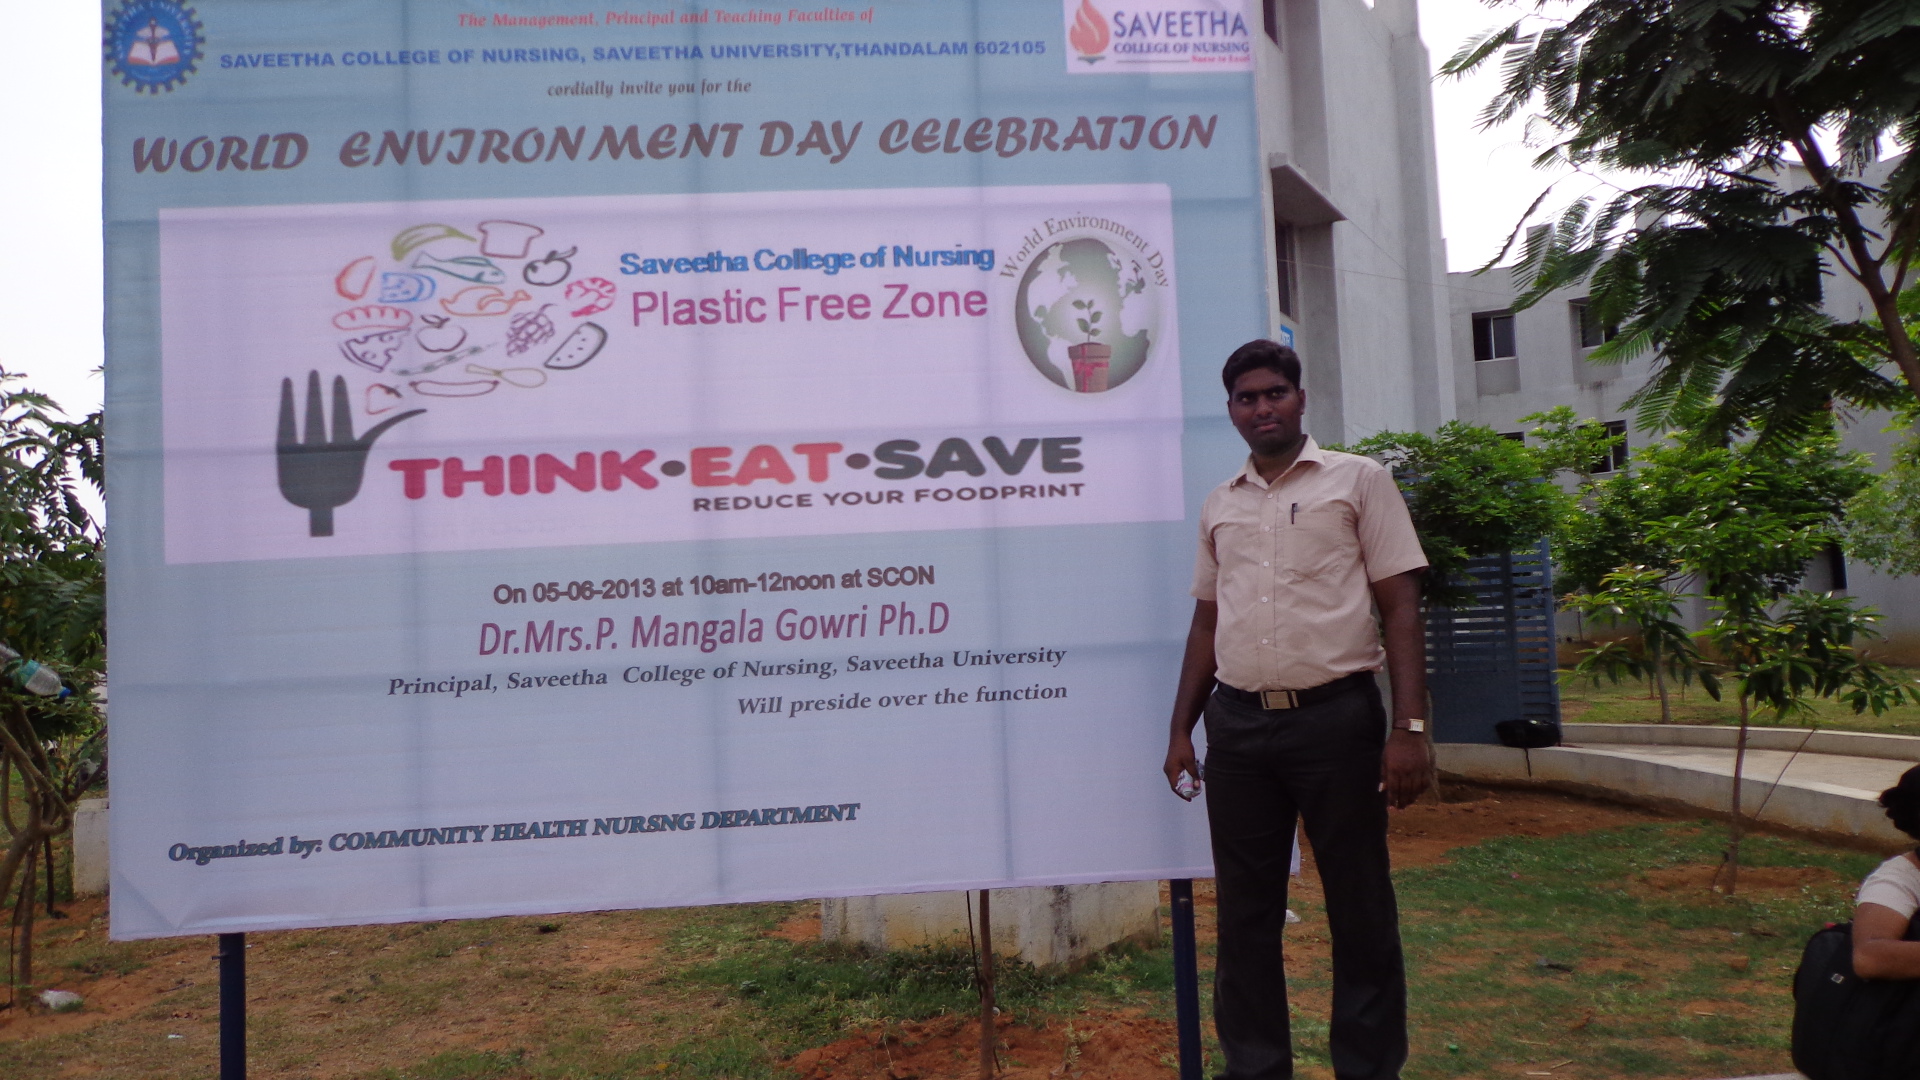 The Management, Principal and Teaching Faculties of
SAVEETHA COLLEGE OF NURSING, SAVEETHA UNIVERSITY,THANDALAM 602105
SAVEETHA
COLLEGE OF NURSING
cordially invite you for the
WORLD ENVIRONMENT DAY CELEBRATION
Saveetha College of Nursing
Plastic Free Zone
World Environment Day
THINK•EAT•SAVE
REDUCE YOUR FOODPRINT
On 05-06-2013 at 10am-12noon at SCON
Dr.Mrs.P. Mangala Gowri Ph.D
Principal, Saveetha College of Nursing, Saveetha University
Will preside over the function
Organized by: COMMUNITY HEALTH NURSNG DEPARTMENT